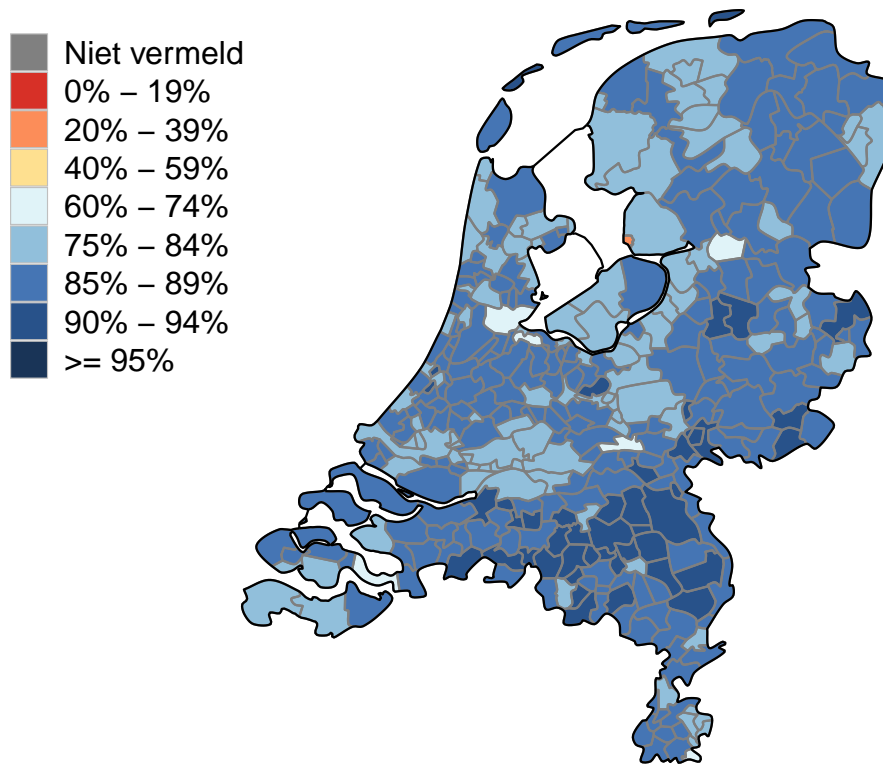 Niet vermeld
0% – 19%
20% – 39%
40% – 59%
60% – 74%
75% – 84%
85% – 89%
90% – 94%
>= 95%